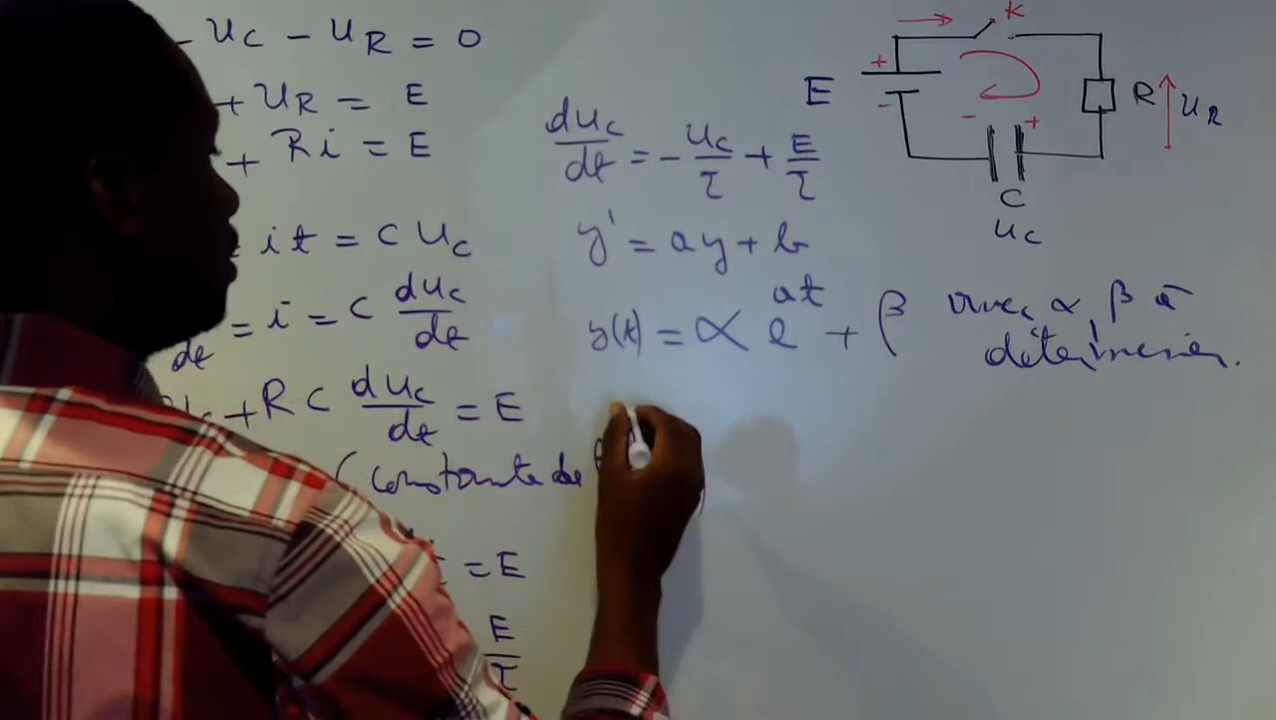 - uC - uR = 0
+ uR = E
+ Ri = E
it = C uC
= i = C duC/dt
dt
uC + RC duC/dt = E
(constante de
= E
E/τ
duC/dt = - uC/τ + E/τ
y' = ay + b
y(t) = α e^at + β avec α, β à
déterminer.
K
+
E
-
R
uR
- +
C
uC